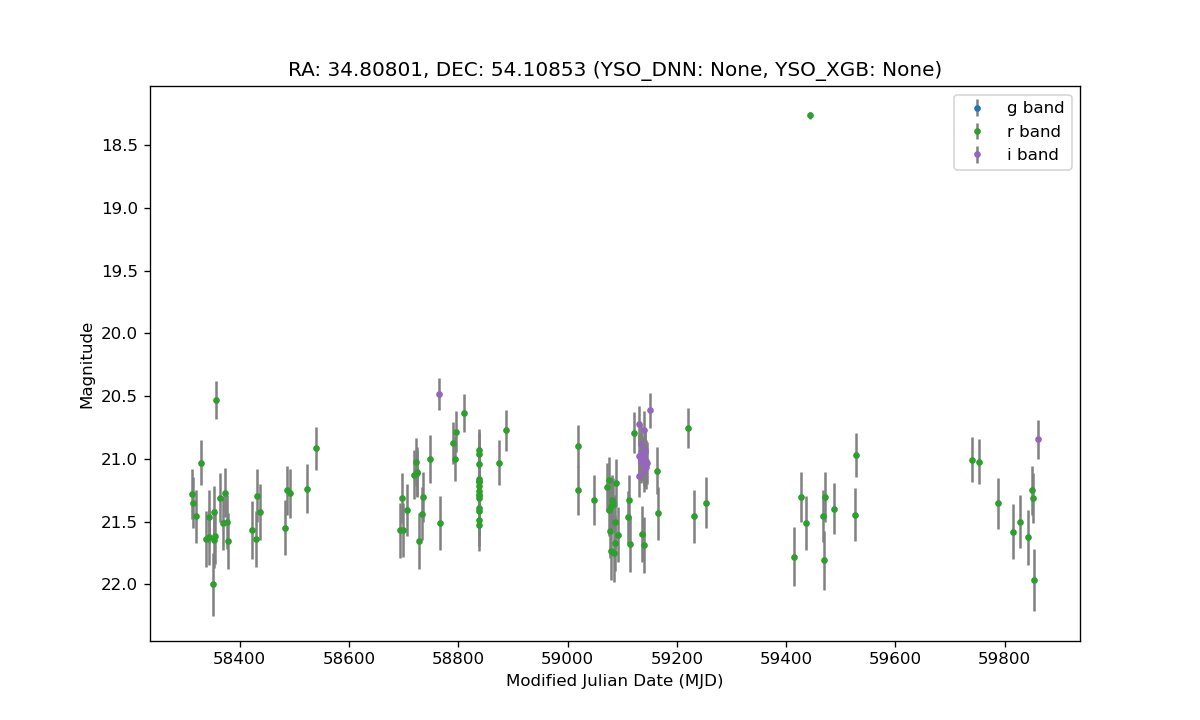 RA: 34.80801, DEC: 54.10853 (YSO_DNN: None, YSO_XGB: None)
g band
r band
i band
18.5
19.0
19.5
20.0
20.5
21.0
21.5
22.0
Magnitude
58400
58600
58800
59000
59200
59400
59600
59800
Modified Julian Date (MJD)